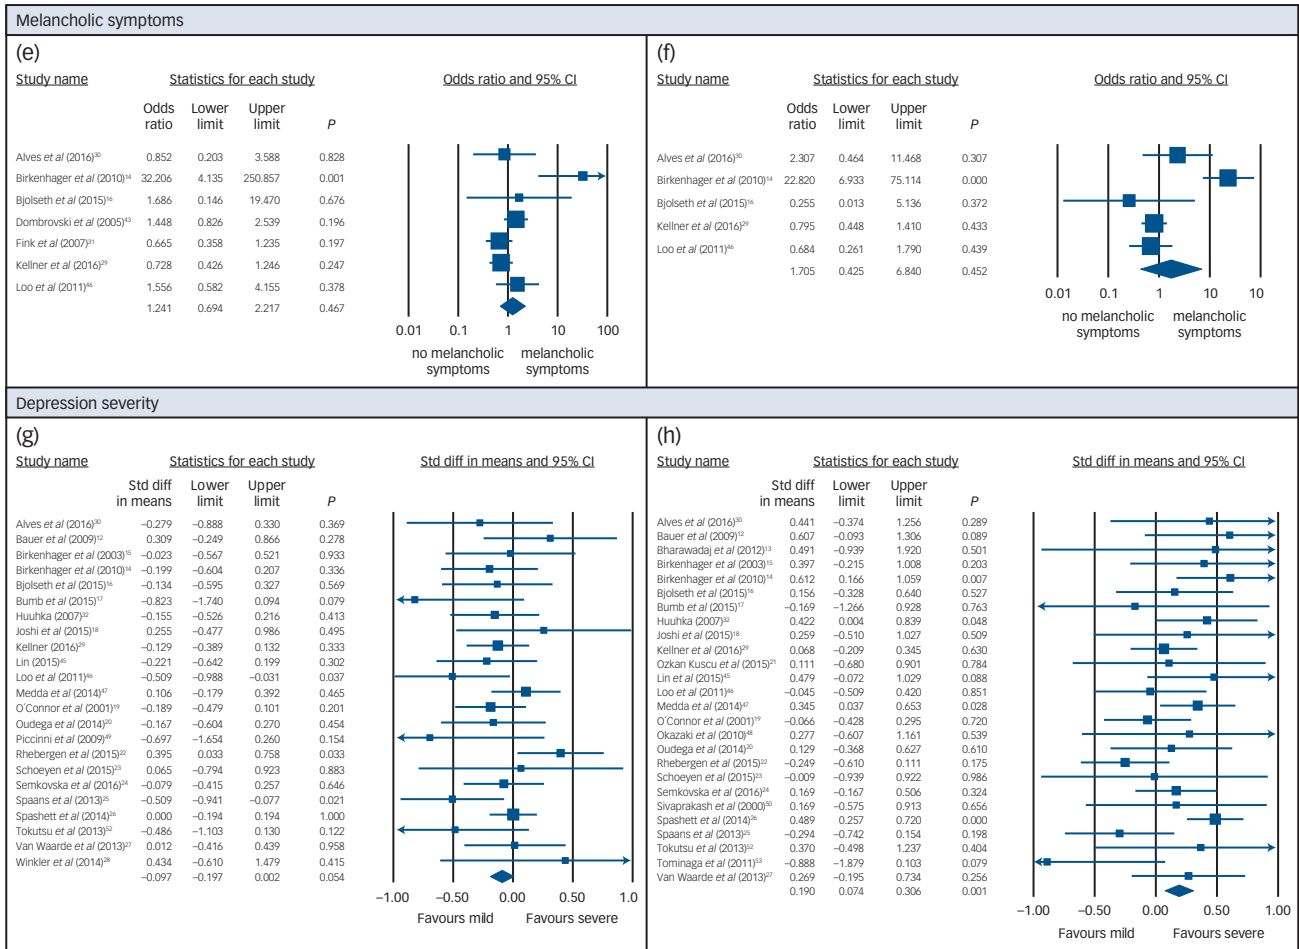 Melancholic symptoms
(e)
Study name Statistics for each study Odds ratio and 95% CI
Odds Lower Upper
ratio limit limit P
Alves et al (2016)30 0.852 0.203 3.588 0.828
Birkenhager et al (2010)14 32.206 4.135 250.857 0.001
Bjolseth et al (2015)16 1.686 0.146 19.470 0.676
Dombrovski et al (2005)43 1.448 0.826 2.539 0.196
Fink et al (2007)31 0.665 0.358 1.235 0.197
Kellner et al (2016)29 0.728 0.426 1.246 0.247
Loo et al (2011)46 1.556 0.582 4.155 0.378
1.241 0.694 2.217 0.467
0.01 0.1 1 10 100
no melancholic melancholic
symptoms symptoms
(f)
Study name Statistics for each study Odds ratio and 95% CI
Odds Lower Upper
ratio limit limit P
Alves et al (2016)30 2.307 0.464 11.468 0.307
Birkenhager et al (2010)14 22.820 6.933 75.114 0.000
Bjolseth et al (2015)16 0.255 0.013 5.136 0.372
Kellner et al (2016)29 0.795 0.448 1.410 0.433
Loo et al (2011)46 0.684 0.261 1.790 0.439
1.705 0.425 6.840 0.452
0.01 0.1 1 10 10
no melancholic melancholic
symptoms symptoms
Depression severity
(g)
Study name Statistics for each study Std diff in means and 95% CI
Std diff Lower Upper
in means limit limit P
Alves et al (2016)30 −0.279 −0.888 0.330 0.369
Bauer et al (2009)12 0.309 −0.249 0.866 0.278
Birkenhager et al (2003)15 −0.023 −0.567 0.521 0.933
Birkenhager et al (2010)14 −0.199 −0.604 0.207 0.336
Bjolseth et al (2015)16 −0.134 −0.595 0.327 0.569
Bumb et al (2015)17 −0.823 −1.740 0.094 0.079
Huuhka (2007)32 −0.155 −0.526 0.216 0.413
Joshi et al (2015)18 0.255 −0.477 0.986 0.495
Kellner (2016)29 −0.129 −0.389 0.132 0.333
Lin (2015)45 −0.221 −0.642 0.199 0.302
Loo et al (2011)46 −0.509 −0.988 −0.031 0.037
Medda et al (2014)47 0.106 −0.179 0.392 0.465
O´Connor et al (2001)19 −0.189 −0.479 0.101 0.201
Oudega et al (2014)20 −0.167 −0.604 0.270 0.454
Piccinni et al (2009)49 −0.697 −1.654 0.260 0.154
Rhebergen et al (2015)22 0.395 0.033 0.758 0.033
Schoeyen et al (2015)23 0.065 −0.794 0.923 0.883
Semkovska et al (2016)24 −0.079 −0.415 0.257 0.646
Spaans et al (2013)25 −0.509 −0.941 −0.077 0.021
Spashett et al (2014)26 0.000 −0.194 0.194 1.000
Tokutsu et al (2013)52 −0.486 −1.103 0.130 0.122
Van Waarde et al (2013)27 0.012 −0.416 0.439 0.958
Winkler et al (2014)28 0.434 −0.610 1.479 0.415
−0.097 −0.197 0.002 0.054
−1.00 −0.50 0.00 0.50 1.0
Favours mild Favours severe
(h)
Study name Statistics for each study Std diff in means and 95% CI
Std diff Lower Upper
in means limit limit P
Alves et al (2016)30 0.441 −0.374 1.256 0.289
Bauer et al (2009)12 0.607 −0.093 1.306 0.089
Bharawadaj et al (2012)13 0.491 −0.939 1.920 0.501
Birkenhager et al (2003)15 0.397 −0.215 1.008 0.203
Birkenhager et al (2010)14 0.612 0.166 1.059 0.007
Bjolseth et al (2015)16 0.156 −0.328 0.640 0.527
Bumb et al (2015)17 −0.169 −1.266 0.928 0.763
Huuhka (2007)32 0.422 0.004 0.839 0.048
Joshi et al (2015)18 0.259 −0.510 1.027 0.509
Kellner et al (2016)29 0.068 −0.209 0.345 0.630
Ozkan Kuscu et al (2015)21 0.111 −0.680 0.901 0.784
Lin et al (2015)45 0.479 −0.072 1.029 0.088
Loo et al (2011)46 −0.045 −0.509 0.420 0.851
Medda et al (2014)47 0.345 0.037 0.653 0.028
O´Connor et al (2001)19 −0.066 −0.428 0.295 0.720
Okazaki et al (2010)48 0.277 −0.607 1.161 0.539
Oudega et al (2014)20 0.129 −0.368 0.627 0.610
Rhebergen et al (2015)22 −0.249 −0.610 0.111 0.175
Schoeyen et al (2015)23 −0.009 −0.939 0.922 0.986
Semkovska et al (2016)24 0.169 −0.167 0.506 0.324
Sivaprakash et al (2000)50 0.169 −0.575 0.913 0.656
Spashett et al (2014)26 0.489 0.257 0.720 0.000
Spaans et al (2013)25 −0.294 −0.742 0.154 0.198
Tokutsu et al (2013)52 0.370 −0.498 1.237 0.404
Tominaga et al (2011)53 −0.888 −1.879 0.103 0.079
Van Waarde et al (2013)27 0.269 −0.195 0.734 0.256
0.190 0.074 0.306 0.001
−1.00 −0.50 0.00 0.50 1.00
Favours mild Favours severe